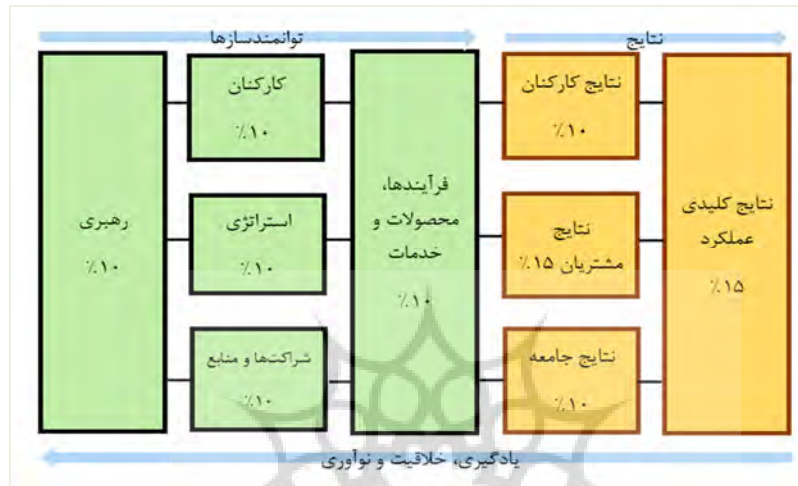 توانمندسازها
نتایج
رهبری
٪۱۰
کارکنان
٪۱۰
استراتژی
٪۱۰
شراکت‌ها و منابع
٪۱۰
فرآیندها،
محصولات و
خدمات
٪۱۰
نتایج کارکنان
٪۱۰
نتایج
مشتریان ۱۵٪
نتایج جامعه
٪۱۰
نتایج کلیدی
عملکرد
٪۱۵
یادگیری، خلاقیت و نوآوری